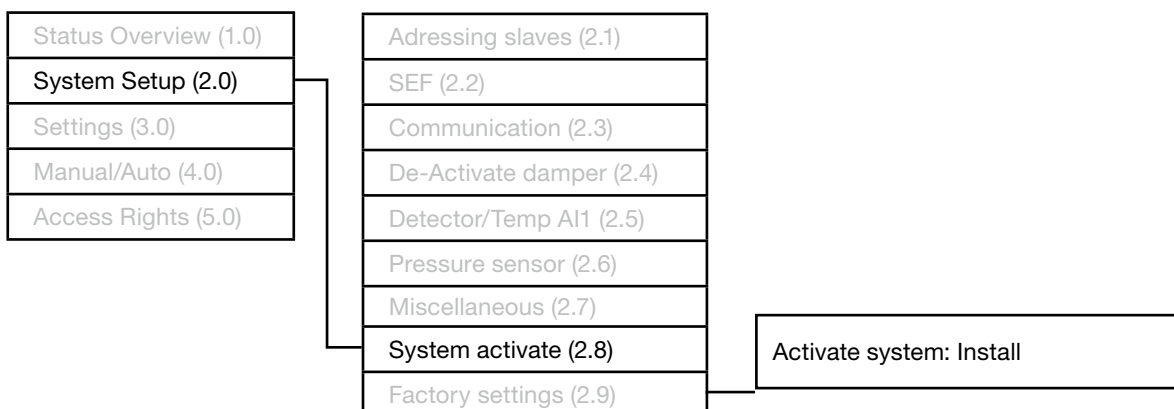 Status Overview (1.0)
System Setup (2.0)
Settings (3.0)
Manual/Auto (4.0)
Access Rights (5.0)
Adressing slaves (2.1)
SEF (2.2)
Communication (2.3)
De-Activate damper (2.4)
Detector/Temp AI1 (2.5)
Pressure sensor (2.6)
Miscellaneous (2.7)
System activate (2.8)
Factory settings (2.9)
Activate system: Install